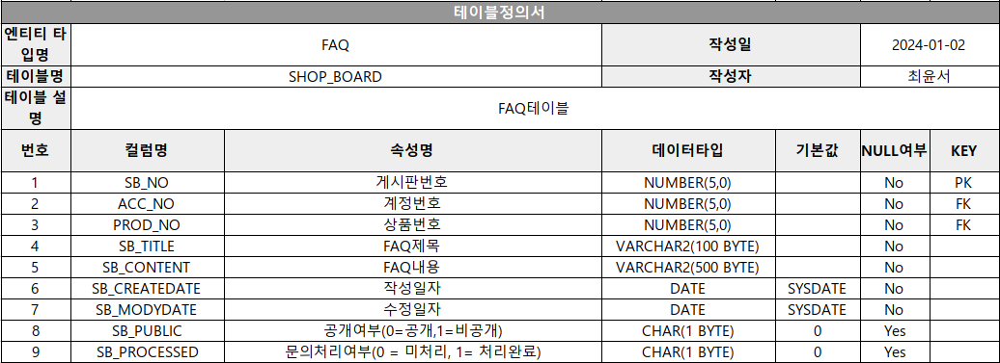 테이블정의서
엔티티 타입명 FAQ 작성일 2024-01-02
테이블명 SHOP_BOARD 작성자 최윤서
테이블 설명 FAQ테이블
번호 컬럼명 속성명 데이터타입 기본값 NULL여부 KEY
1 SB_NO 게시판번호 NUMBER(5,0) No PK
2 ACC_NO 계정번호 NUMBER(5,0) No FK
3 PROD_NO 상품번호 NUMBER(5,0) No FK
4 SB_TITLE FAQ제목 VARCHAR2(100 BYTE) No
5 SB_CONTENT FAQ내용 VARCHAR2(500 BYTE) No
6 SB_CREATEDATE 작성일자 DATE SYSDATE No
7 SB_MODYDATE 수정일자 DATE SYSDATE No
8 SB_PUBLIC 공개여부(0=공개,1=비공개) CHAR(1 BYTE) 0 Yes
9 SB_PROCESSED 문의처리여부(0 = 미처리, 1= 처리완료) CHAR(1 BYTE) 0 Yes